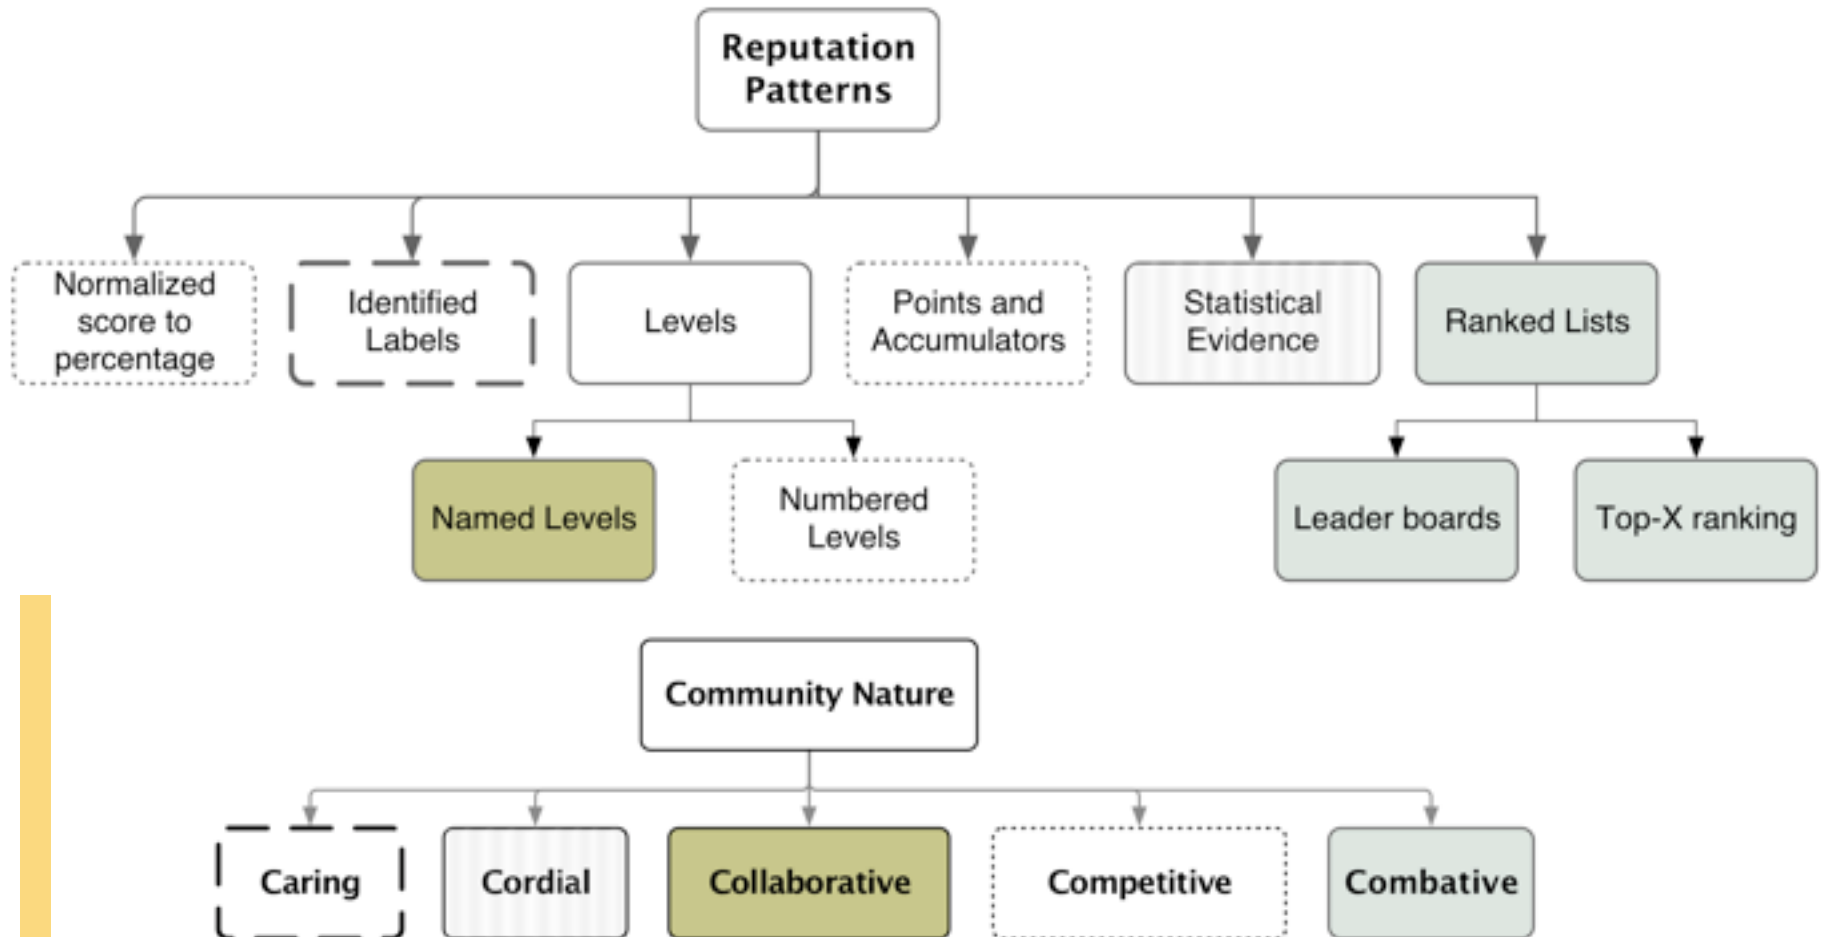 Reputation
Patterns
Normalized
score to
percentage
Identified
Labels
Levels
Points and
Accumulators
Statistical
Evidence
Ranked Lists
Named Levels
Numbered
Levels
Leader boards
Top-X ranking
Community Nature
Caring
Cordial
Collaborative
Competitive
Combative